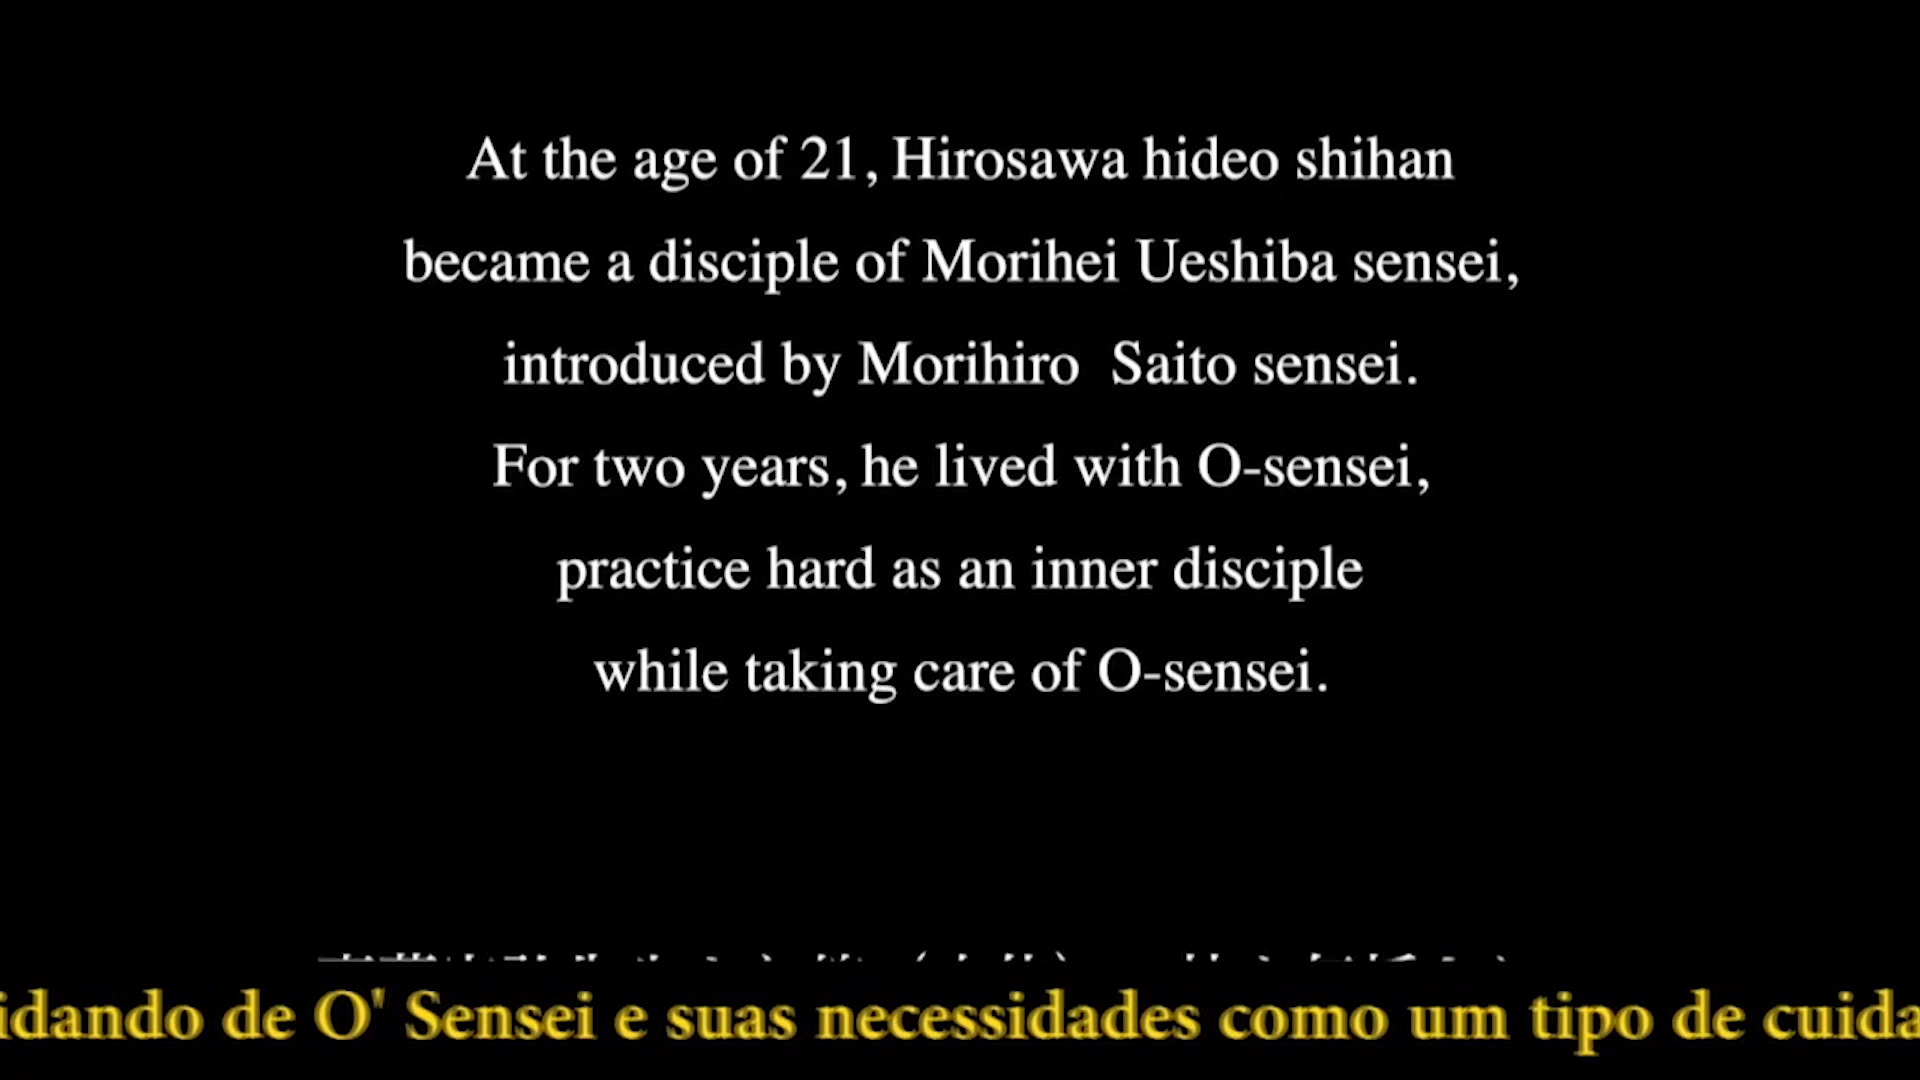 At the age of 21, Hirosawa hideo shihan
became a disciple of Morihei Ueshiba sensei,
introduced by Morihiro Saito sensei.
For two years, he lived with O-sensei,
practice hard as an inner disciple
while taking care of O-sensei.
de O' Sensei e suas necessidades como um tipo de